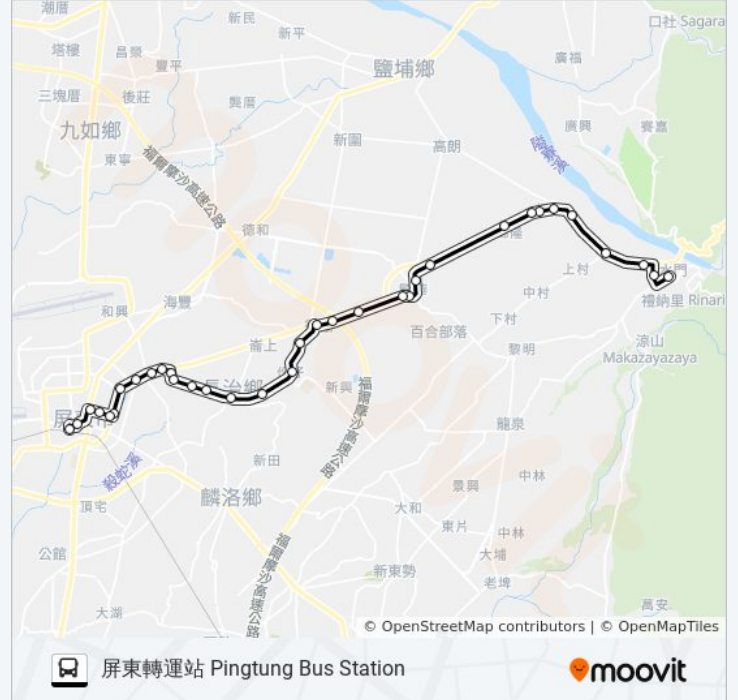 潮厝
新民
口社 Sagara
塔樓
昌榮
新平
豐平
鹽埔鄉
廣福
三塊厝
後莊
龔厝
九如鄉
廣興
賽嘉
新圍
高朗
隘寮溪
東寧
福爾摩沙高速公路
德和
上村
中村
禮納里 Rinari
海豐
和興
下村
百合部落
涼山
Makazayazaya
崙上
黎明
長治鄉
新興
福爾摩沙高速公路
龍泉
新田
殺蛇溪
中林
景興
麟洛鄉
頂宅
大和
東片
中林
福爾摩沙高速公路
公館
大埔
新東勢
老埤
萬安
大湖
© OpenStreetMap contributors | © OpenMapTiles
屏東轉運站 Pingtung Bus Station
moovit